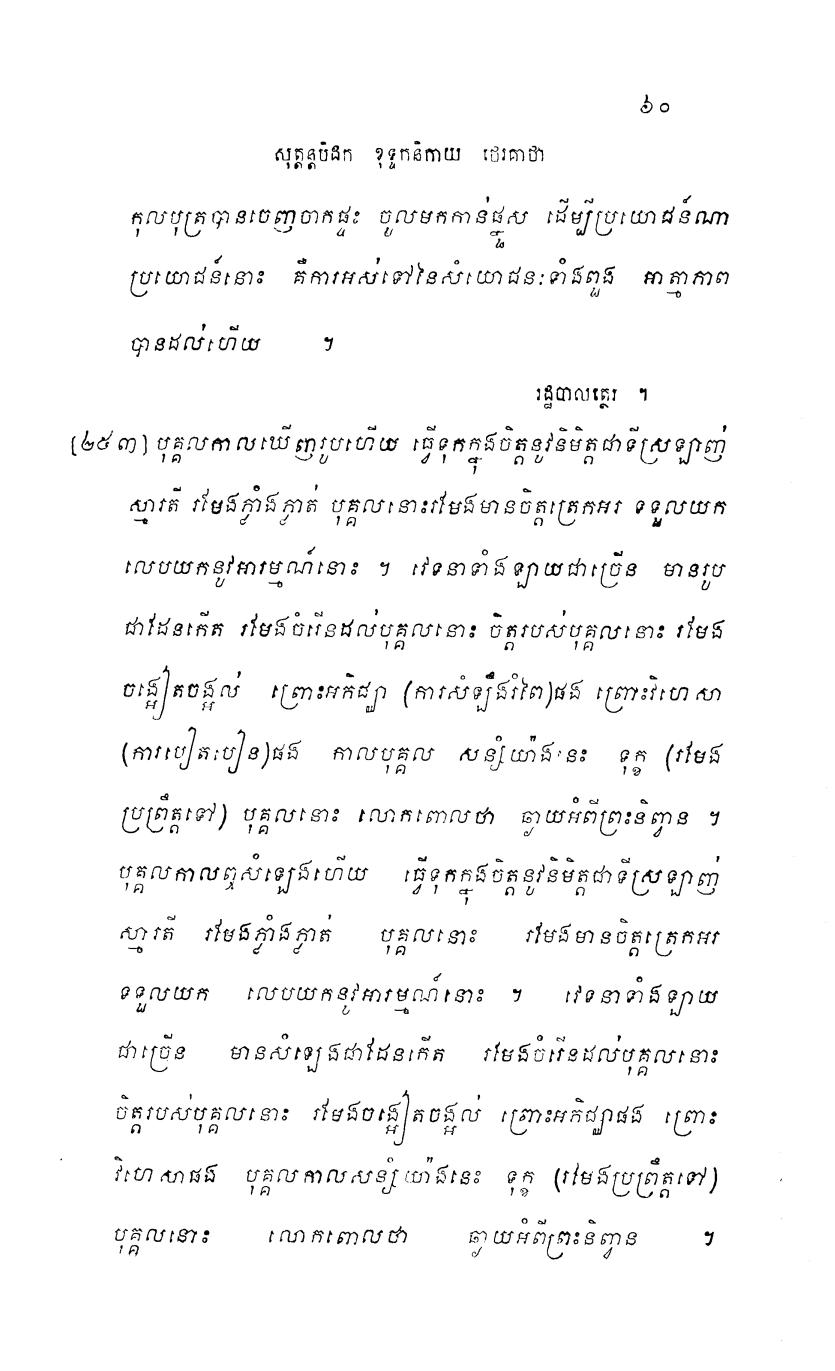 ៦០
សុត្តន្តបិដក ខុទ្ទកនិកាយ ថេរគាថា
កុលបុត្របានចេញចាកផ្ទះ ចូលមកកាន់ផ្នួស ដើម្បីប្រយោជន៍ណា
ប្រយោជន៍នោះ គឺការអស់ទៅនៃសំយោជនៈទាំងពួង អាត្មាភាព
បានដល់ហើយ ។
រដ្ឋបាលត្ថេរ ។
[២៥៣] បុគ្គលកាលឃើញរូបហើយ ធ្វើទុកក្នុងចិត្តនូវនិមិត្តជាទីស្រឡាញ់
ស្មារតី រមែងភ្លាំងភ្លាត់ បុគ្គលនោះរមែងមានចិត្តត្រេកអរ ទទួលយក
លេបយកនូវអារម្មណ៍នោះ ។ វេទនាទាំងឡាយជាច្រើន មានរូប
ជាដែនកើត រមែងចំរើនដល់បុគ្គលនោះ ចិត្តរបស់បុគ្គលនោះ រមែង
ចង្អៀតចង្អល់ ព្រោះអភិជ្ឈា (ការសំឡឹងរំពៃ)ផង ព្រោះវិហេសា
(ការបៀតបៀន)ផង កាលបុគ្គល សន្សំយ៉ាងនេះ ទុក្ខ (រមែង
ប្រព្រឹត្តទៅ) បុគ្គលនោះ លោកពោលថា ឆ្ងាយអំពីព្រះនិព្វាន ។
បុគ្គលកាលឮសំឡេងហើយ ធ្វើទុកក្នុងចិត្តនូវនិមិត្តជាទីស្រឡាញ់
ស្មារតី រមែងភ្លាំងភ្លាត់ បុគ្គលនោះ រមែងមានចិត្តត្រេកអរ
ទទួលយក លេបយកនូវអារម្មណ៍នោះ ។ វេទនាទាំងឡាយ
ជាច្រើន មានសំឡេងជាដែនកើត រមែងចំរើនដល់បុគ្គលនោះ
ចិត្តរបស់បុគ្គលនោះ រមែងចង្អៀតចង្អល់ ព្រោះអភិជ្ឈាផង ព្រោះ
វិហេសាផង បុគ្គលកាលសន្សំយ៉ាងនេះ ទុក្ខ (រមែងប្រព្រឹត្តទៅ)
បុគ្គលនោះ លោកពោលថា ឆ្ងាយអំពីព្រះនិព្វាន ។